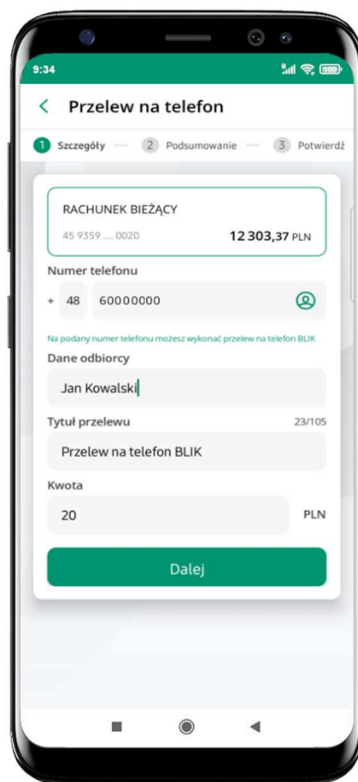 9:34
100
Przelew na telefon
1 Szczegóły 2 Podsumowanie 3 Potwierdź
RACHUNEK BIEŻĄCY
45 9359 .... 0020 12 303,37 PLN
Numer telefonu
+ 48 60000000
Na podany numer telefonu możesz wykonać przelew na telefon BLIK
Dane odbiorcy
Jan Kowalski
Tytuł przelewu 23/105
Przelew na telefon BLIK
Kwota
20 PLN
Dalej